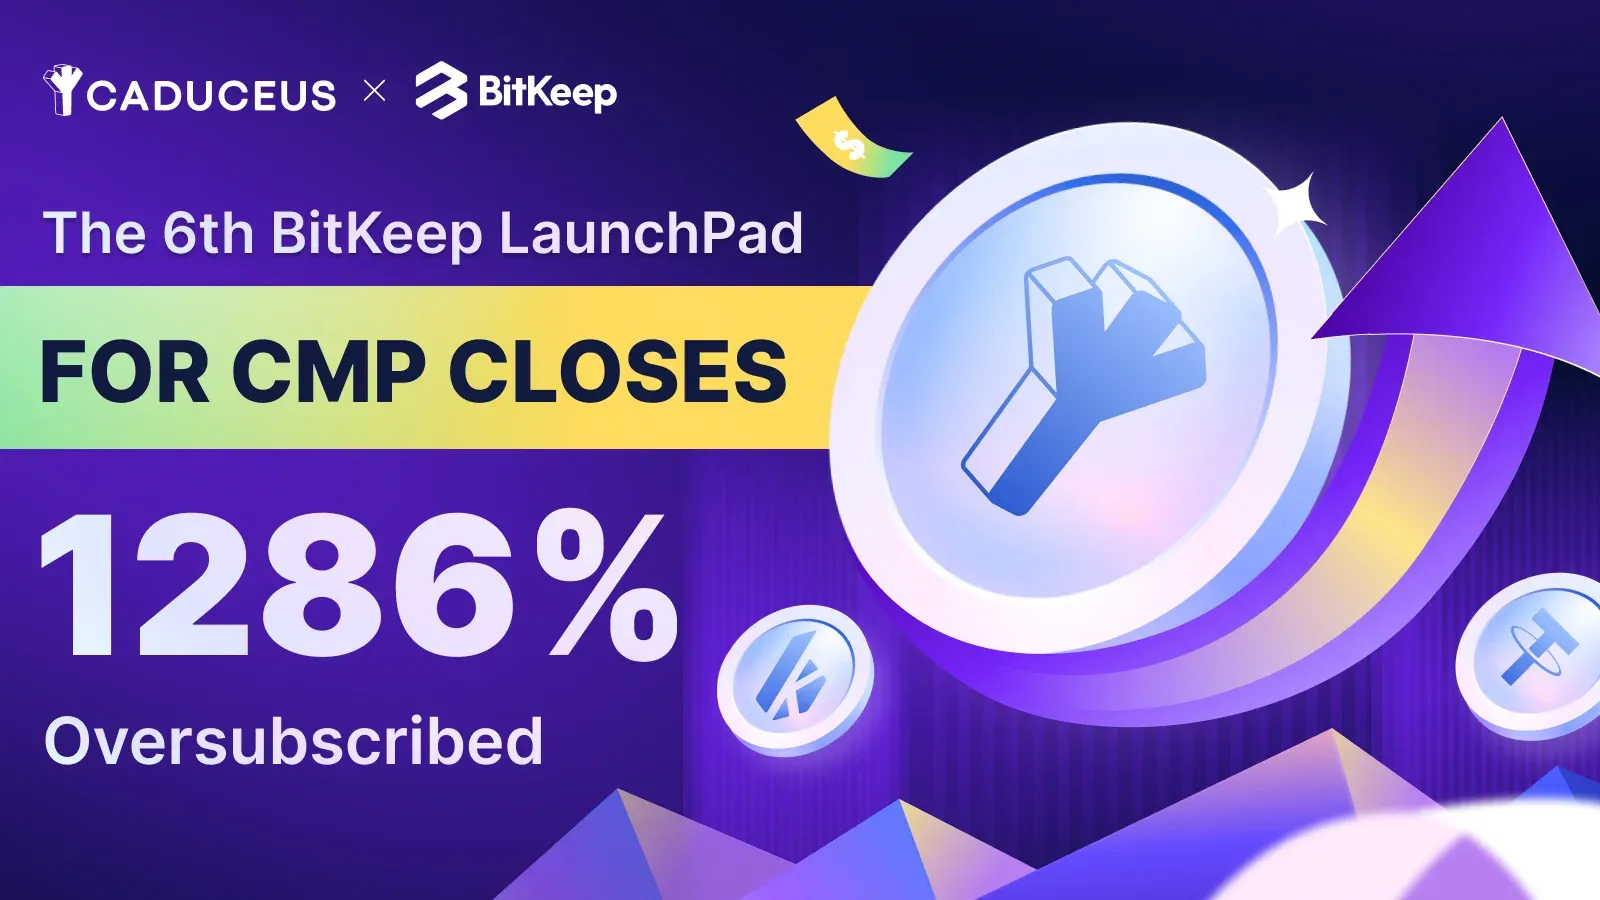 CADUCEUS × BitKeep
The 6th BitKeep LaunchPad
FOR CMP CLOSES
1286%
Oversubscribed
$